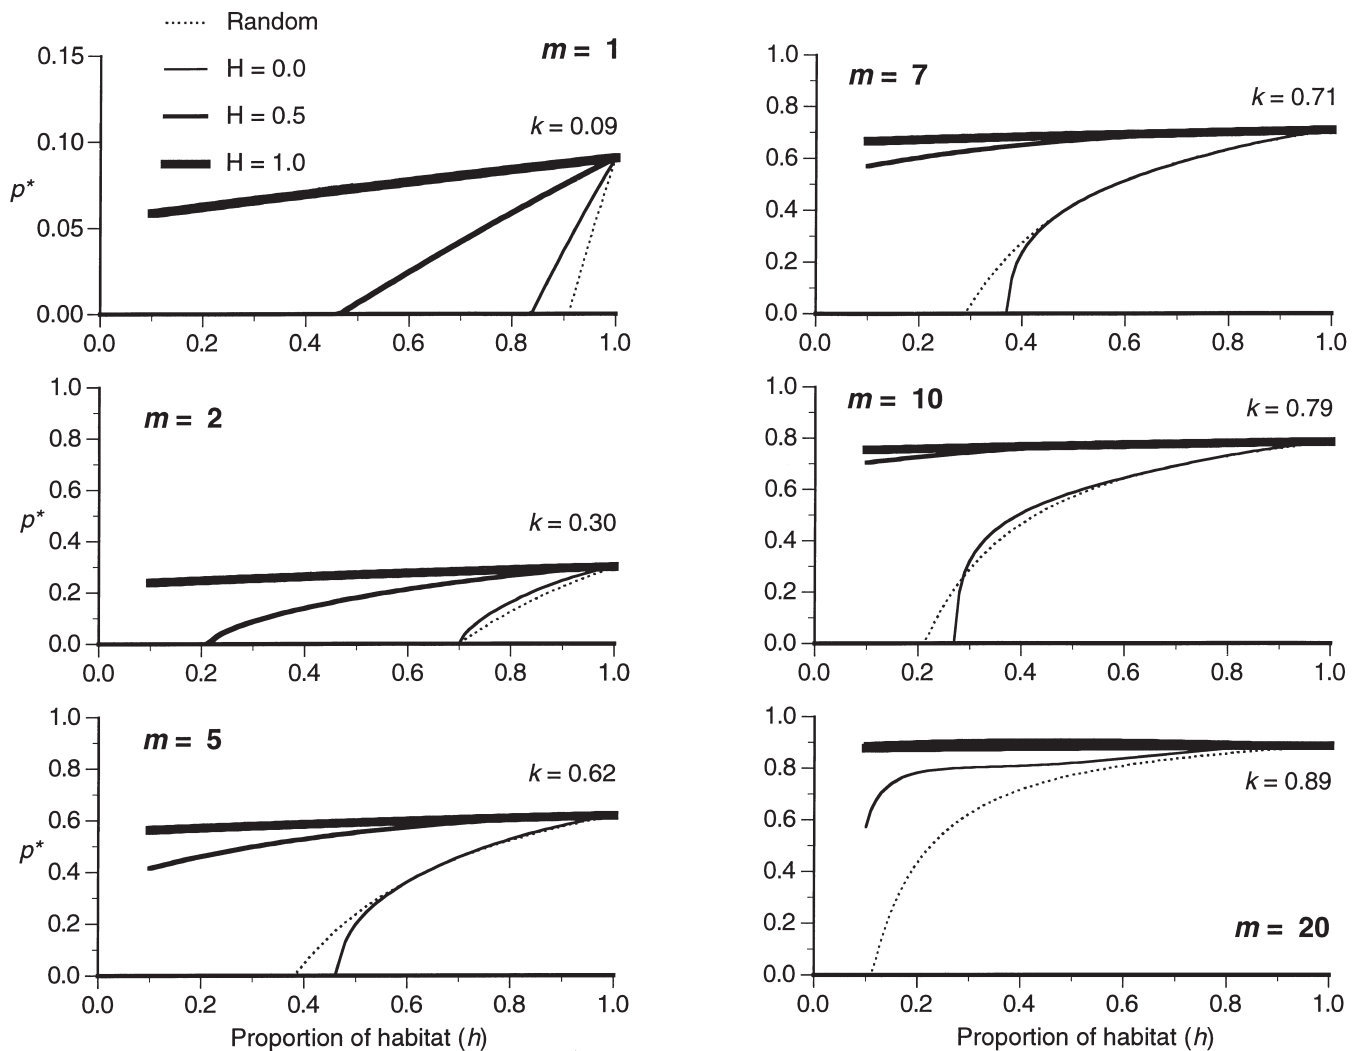 Random
H = 0.0
H = 0.5
H = 1.0
m = 1
k = 0.09
p*
0.15
0.10
0.05
0.00
0.0 0.2 0.4 0.6 0.8 1.0
m = 2
k = 0.30
p*
1.0
0.8
0.6
0.4
0.2
0.0
0.0 0.2 0.4 0.6 0.8 1.0
m = 5
k = 0.62
p*
1.0
0.8
0.6
0.4
0.2
0.0
0.0 0.2 0.4 0.6 0.8 1.0
Proportion of habitat (h)
m = 7
k = 0.71
1.0
0.8
0.6
0.4
0.2
0.0
0.0 0.2 0.4 0.6 0.8 1.0
m = 10
k = 0.79
1.0
0.8
0.6
0.4
0.2
0.0
0.0 0.2 0.4 0.6 0.8 1.0
k = 0.89
m = 20
1.0
0.8
0.6
0.4
0.2
0.0
0.0 0.2 0.4 0.6 0.8 1.0
Proportion of habitat (h)